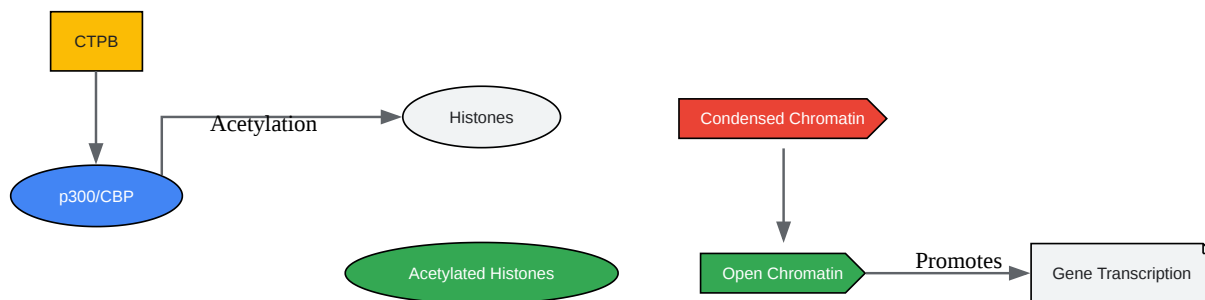 CTPB
Acetylation
Histones
Condensed Chromatin
p300/CBP
Acetylated Histones
Open Chromatin
Promotes
Gene Transcription